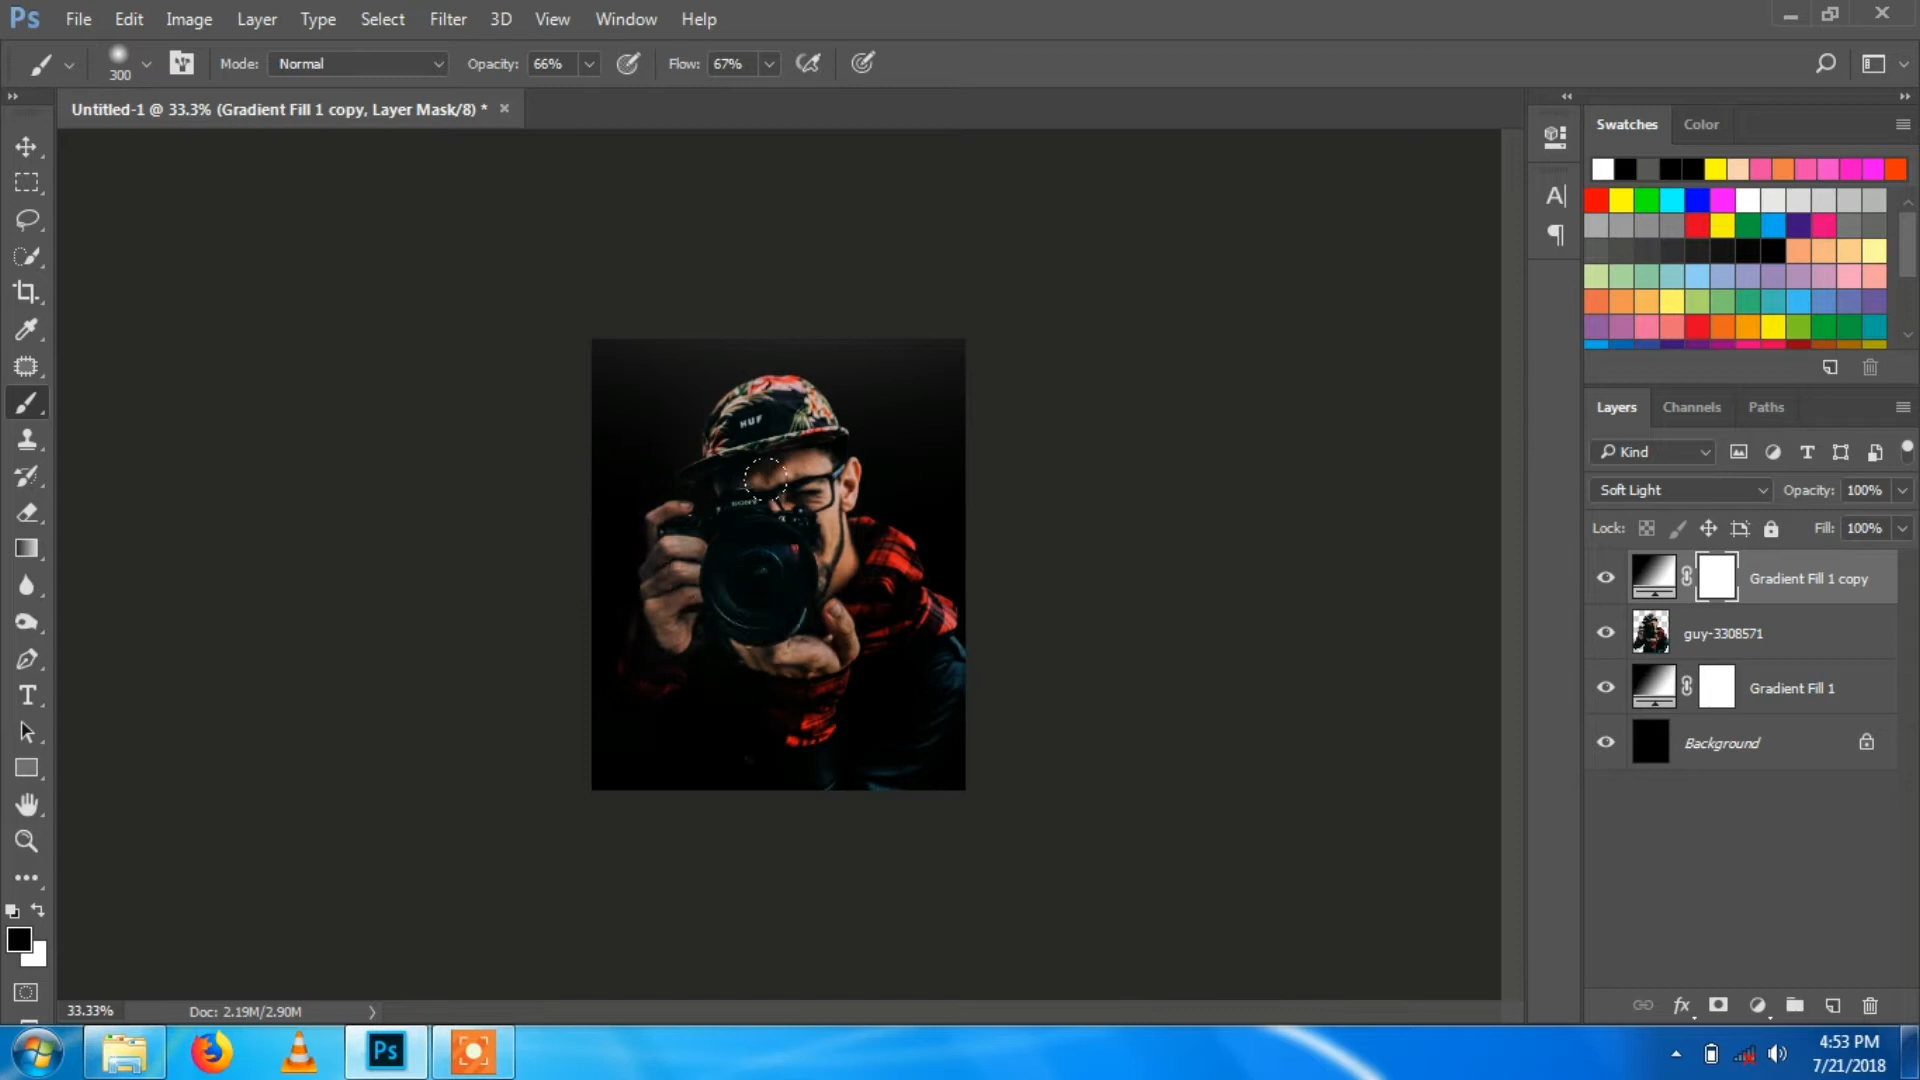 Ps File Edit Image Layer Type Select Filter 3D View Window Help
300 Mode: Normal Opacity: 66% Flow: 67%
Untitled-1 @ 33.3% (Gradient Fill 1 copy, Layer Mask/8) *
Swatches Color
HUF
Layers Channels Paths
Kind
Soft Light Opacity: 100%
Lock: Fill: 100%
Gradient Fill 1 copy
guy-3308571
Gradient Fill 1
Background
33.33% Doc: 2.19M/2.90M
Ps
4:53 PM
7/21/2018